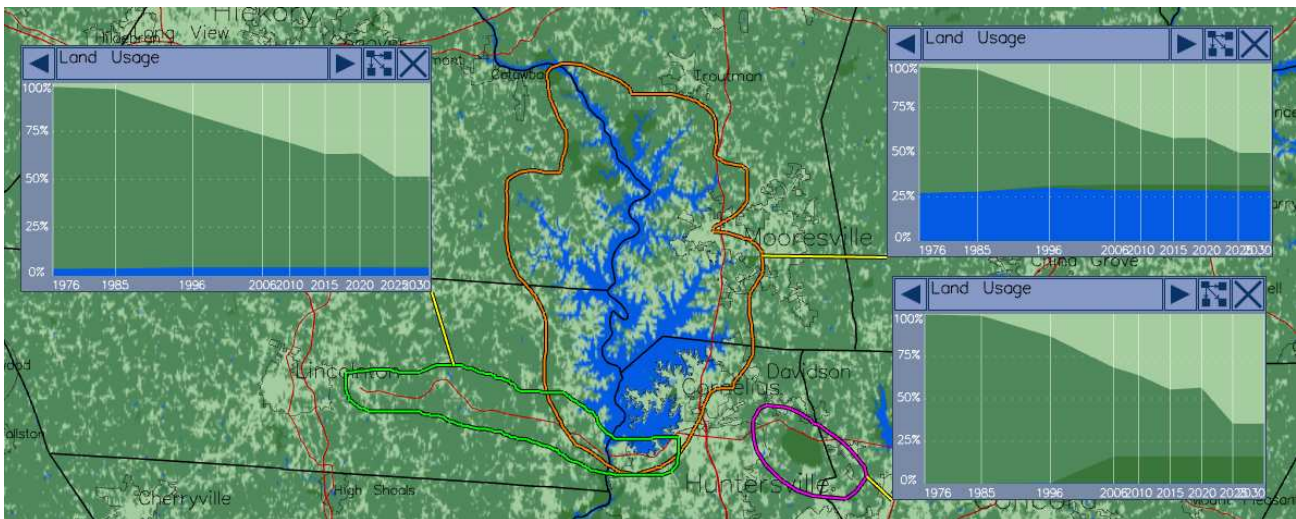 Hickory
Long View
Catawba
Troutman
Land Usage
100%
75%
50%
25%
0%
1976 1985 1996 2006 2010 2015 2020 2025 2030
Land Usage
100%
75%
50%
25%
0%
1976 1985 1996 2006 2010 2015 2020 2025 2030
Mooresville
China Grove
Land Usage
100%
75%
50%
25%
0%
1976 1985 1996 2006 2010 2015 2020 2025 2030
Lincolnton
Cornelius
Davidson
Huntersville
High Shoals
Cherryville
Concord